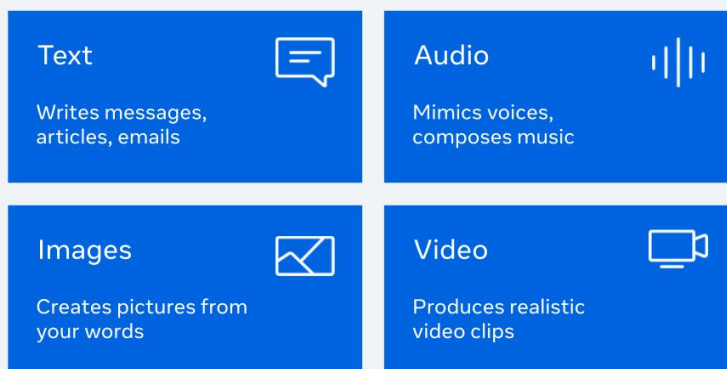 Text
Writes messages,
articles, emails
Audio
Mimics voices,
composes music
Images
Creates pictures from
your words
Video
Produces realistic
video clips